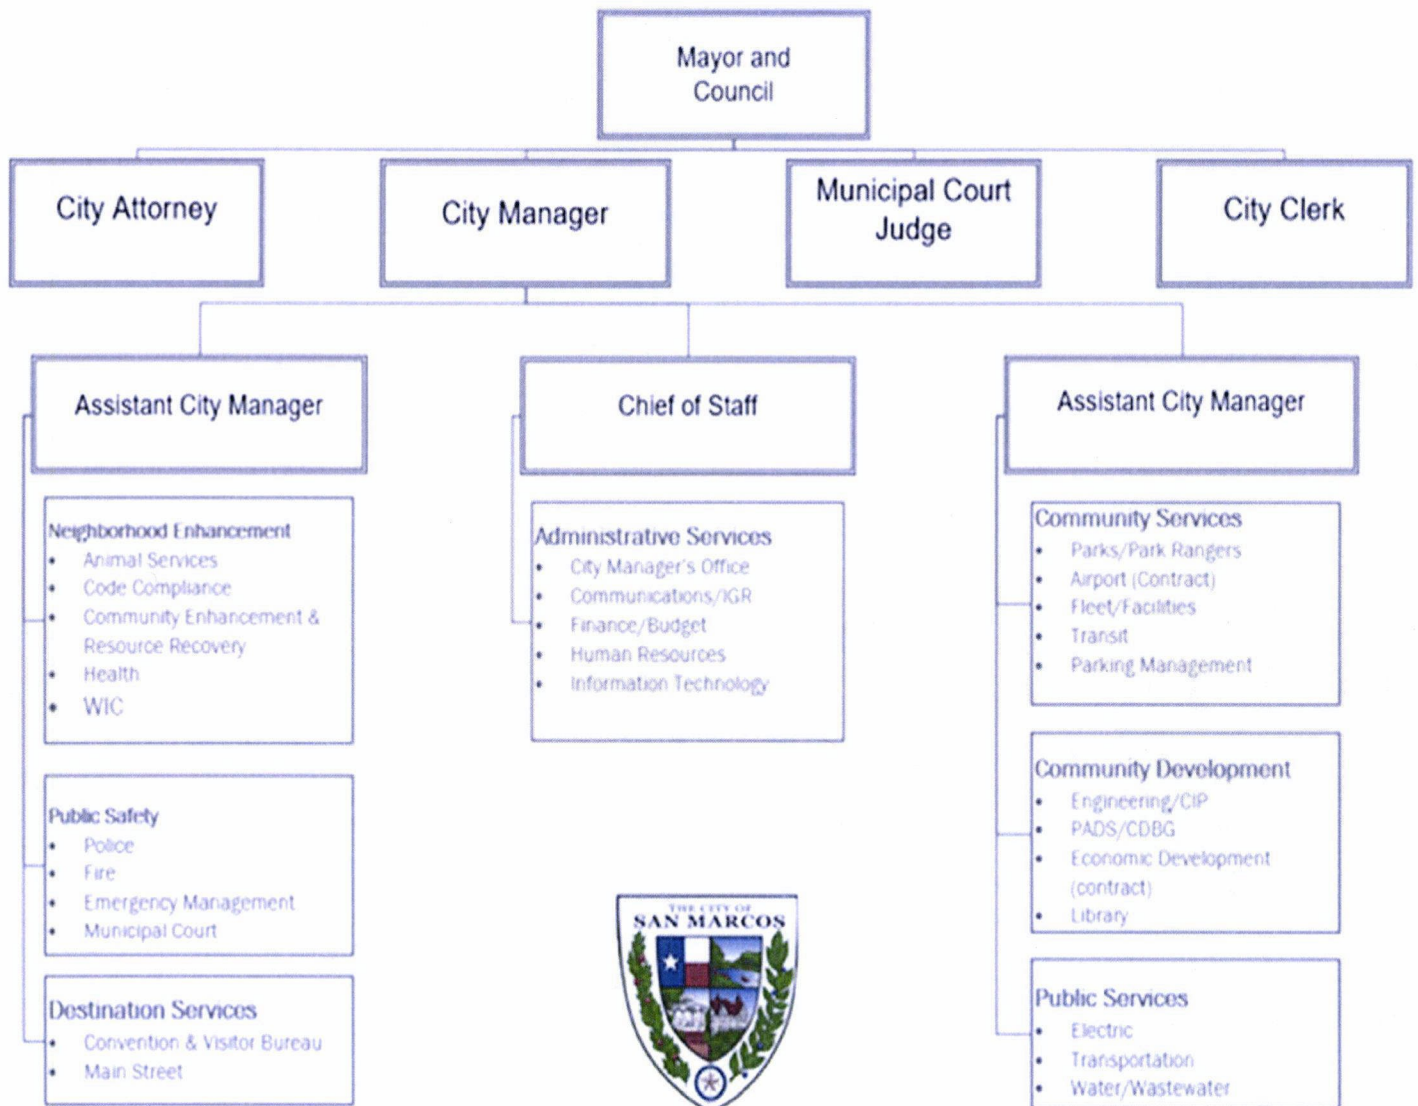 Mayor and
Council
City Attorney
City Manager
Municipal Court
Judge
City Clerk
Assistant City Manager
Chief of Staff
Assistant City Manager
Neighborhood Enhancement
• Animal Services
• Code Compliance
• Community Enhancement &
Resource Recovery
• Health
• WIC
Public Safety
• Police
• Fire
• Emergency Management
• Municipal Court
Destination Services
• Convention & Visitor Bureau
• Main Street
Administrative Services
• City Manager's Office
• Communications/IGR
• Finance/Budget
• Human Resources
• Information Technology
Community Services
• Parks/Park Rangers
• Airport (Contract)
• Fleet/Facilities
• Transit
• Parking Management
Community Development
• Engineering/CIP
• PADS/CDBG
• Economic Development
(contract)
• Library
Public Services
• Electric
• Transportation
• Water/Wastewater
THE CITY OF
SAN MARCOS